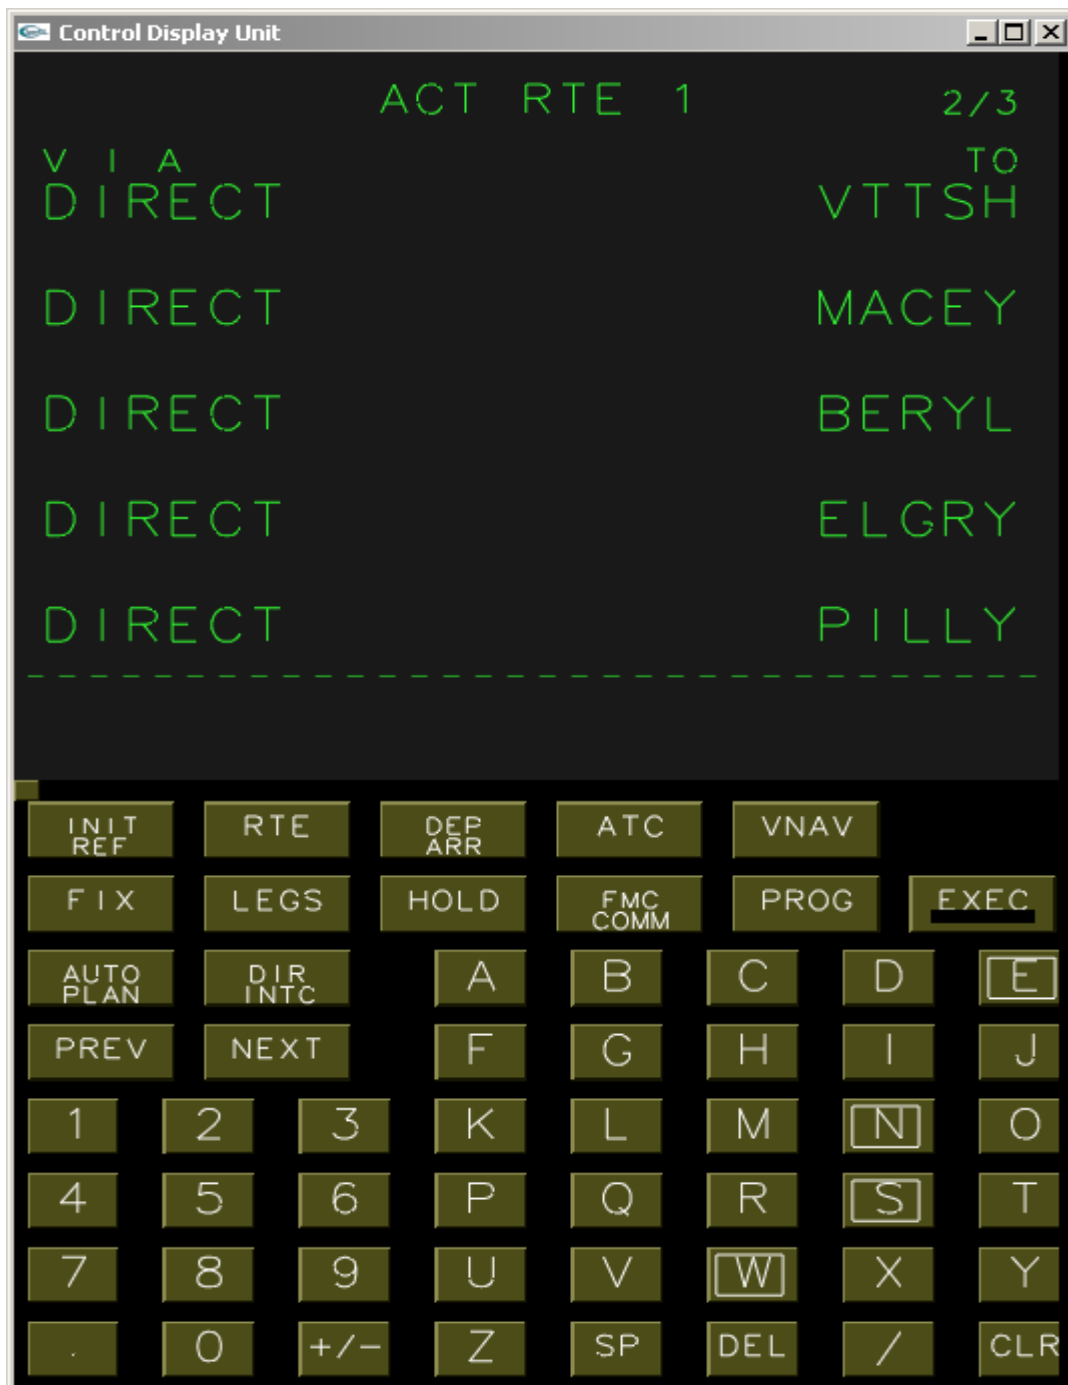 Control Display Unit
ACT RTE 1 2/3
VIA TO
DIRECT VTTSH
DIRECT MACEY
DIRECT BERYL
DIRECT ELGRY
DIRECT PILLY
- - - - - - - - - - - - - - - - - - - - - - - - - - - - - - - - -
INIT REF RTE DEP ARR ATC VNAV
FIX LEGS HOLD FMC COMM PROG EXEC
AUTO PLAN DIR INTC A B C D E
PREV NEXT F G H I J
1 2 3 K L M N O
4 5 6 P Q R S T
7 8 9 U V W X Y
. 0 +/- Z SP DEL / CLR